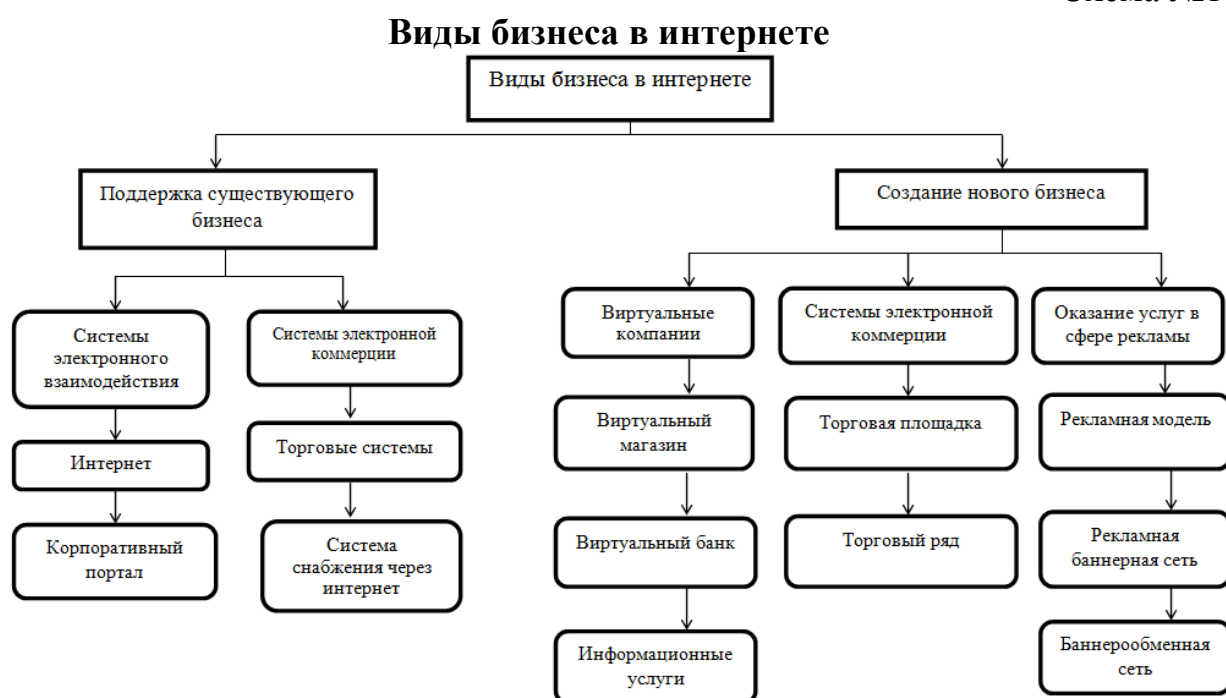 Виды бизнеса в интернете
Виды бизнеса в интернете
Поддержка существующего
бизнеса
Создание нового бизнеса
Системы
электронного
взаимодействия
Системы электронной
коммерции
Виртуальные
компании
Системы электронной
коммерции
Оказание услуг в
сфере рекламы
Интернет
Торговые системы
Виртуальный
магазин
Торговая площадка
Рекламная модель
Корпоративный
портал
Система
снабжения через
интернет
Виртуальный банк
Торговый ряд
Рекламная
баннерная сеть
Информационные
услуги
Баннерообменная
сеть